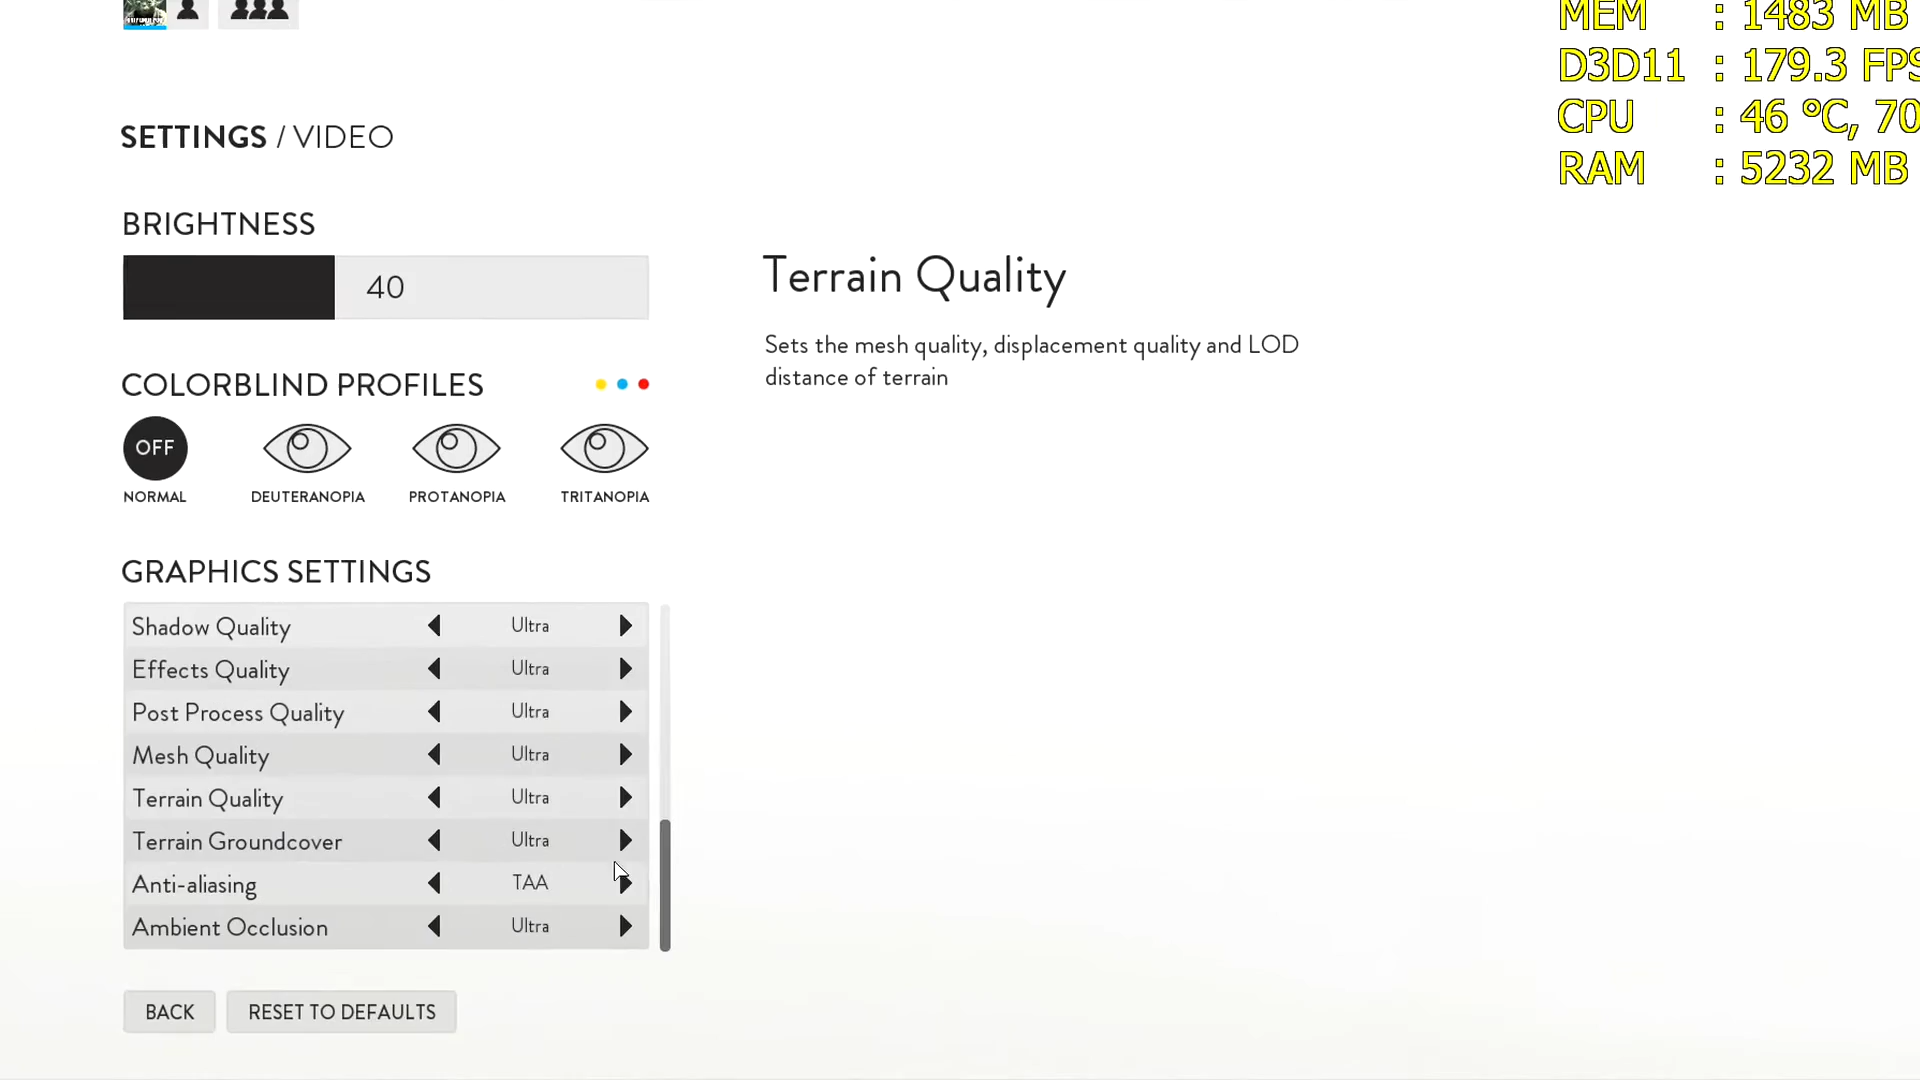 MEM : 1483 MB
D3D11 : 179.3 FPS
CPU : 46 °C, 70
RAM : 5232 MB
SETTINGS / VIDEO
BRIGHTNESS
40
Terrain Quality
Sets the mesh quality, displacement quality and LOD
distance of terrain
COLORBLIND PROFILES
OFF
NORMAL DEUTERANOPIA PROTANOPIA TRITANOPIA
GRAPHICS SETTINGS
Shadow Quality Ultra
Effects Quality Ultra
Post Process Quality Ultra
Mesh Quality Ultra
Terrain Quality Ultra
Terrain Groundcover Ultra
Anti-aliasing TAA
Ambient Occlusion Ultra
BACK RESET TO DEFAULTS